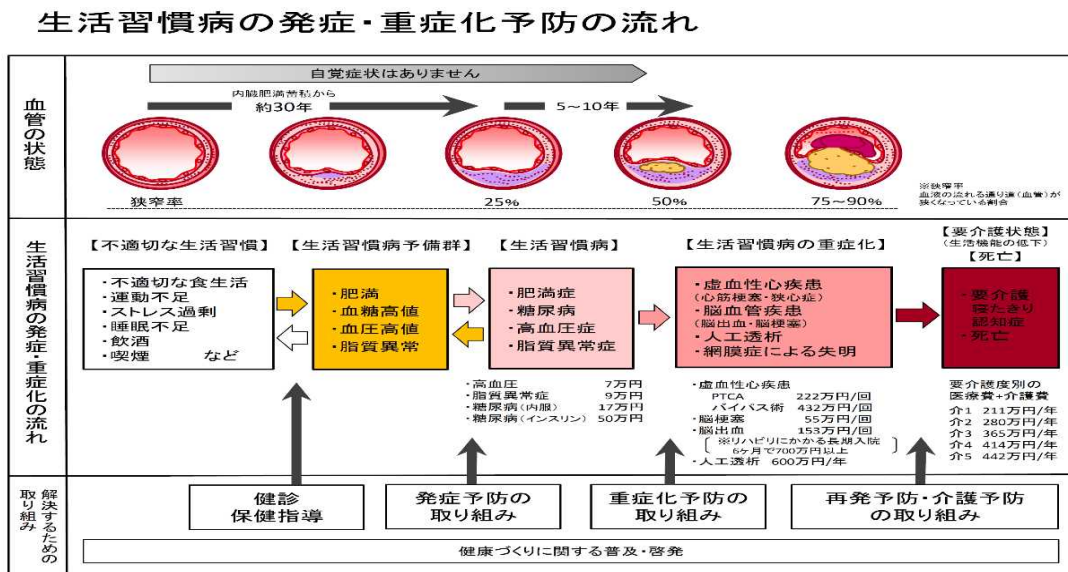 生活習慣病の発症・重症化予防の流れ
血管の状態
自覚症状はありません
内臓肥満蓄積から
約30年
5～10年
狭窄率
25%
50%
75～90%
※狭窄率
血液の流れる通り道(血管)が
狭くなっている割合
生活習慣病の発症・重症化の流れ
【不適切な生活習慣】
・不適切な食生活
・運動不足
・ストレス過剰
・睡眠不足
・飲酒
・喫煙 など
【生活習慣病予備群】
・肥満
・血糖高値
・血圧高値
・脂質異常
【生活習慣病】
・肥満症
・糖尿病
・高血圧症
・脂質異常症
・高血圧 7万円
・脂質異常症 9万円
・糖尿病(内服) 17万円
・糖尿病(インスリン) 50万円
【生活習慣病の重症化】
・虚血性心疾患
(心筋梗塞・狭心症)
・脳血管疾患
(脳出血・脳梗塞)
・人工透析
・網膜症による失明
・虚血性心疾患
PTCA 222万円/回
バイパス術 432万円/回
・脳梗塞 55万円/回
・脳出血 153万円/回
※リハビリにかかる長期入院
6ヶ月で700万円以上
・人工透析 600万円/年
【要介護状態】
(生活機能の低下)
【死亡】
・要介護
寝たきり
認知症
・死亡
要介護度別の
医療費+介護費
介1 211万円/年
介2 280万円/年
介3 365万円/年
介4 414万円/年
介5 442万円/年
解決するための
取り組み
健診
保健指導
発症予防の
取り組み
重症化予防の
取り組み
再発予防・介護予防
の取り組み
健康づくりに関する普及・啓発